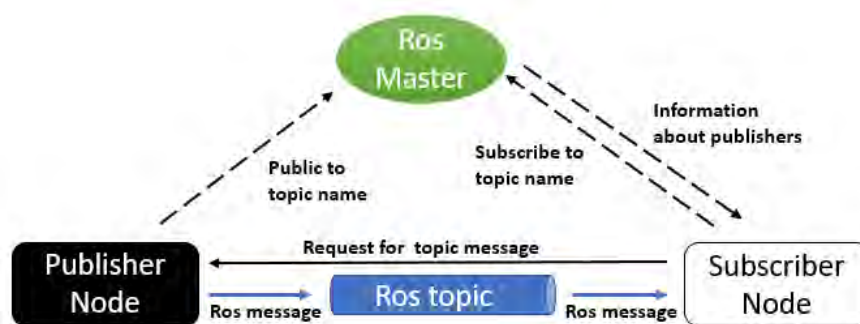 Ros
Master
Information
about publishers
Subscribe to
topic name
Public to
topic name
Request for topic message
Publisher
Node
Ros topic
Subscriber
Node
Ros message
Ros message